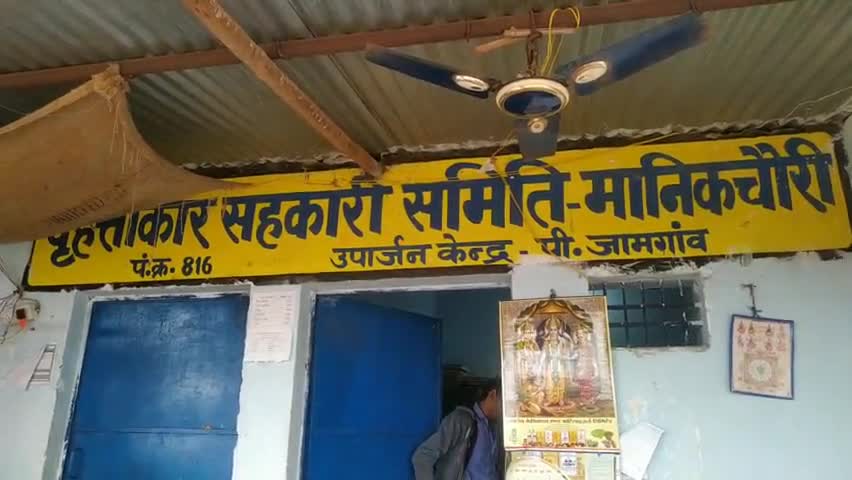 वृहत्ताकार सहकारी समिति-मानिकचौरी
पं.क्र. 816
उपार्जन केन्द्र - पी. जामगांव